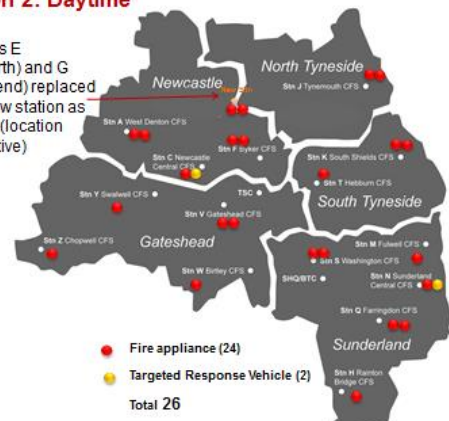 n 2: Daytime
s E
rth) and G
end) replaced
w station as
(location
tive)
Newcastle
North Tyneside
Stn J Tynemouth CFS
Stn A West Denton CFS
Stn F Byker CFS
Stn C Newcastle
Central CFS
Stn K South Shields CFS
Stn T Hebburn CFS
South Tyneside
Stn Y Swalwell CFS
TSC
Stn V Gateshead CFS
Stn Z Chopwell CFS
Gateshead
Stn W Birtley CFS
Stn M Fulwell CFS
Stn S Washington CFS
SHQ/BTC
Stn N Sunderland
Central CFS
Stn Q Farringdon CFS
Sunderland
Stn H Rainton
Bridge CFS
Fire appliance (24)
Targeted Response Vehicle (2)
Total 26